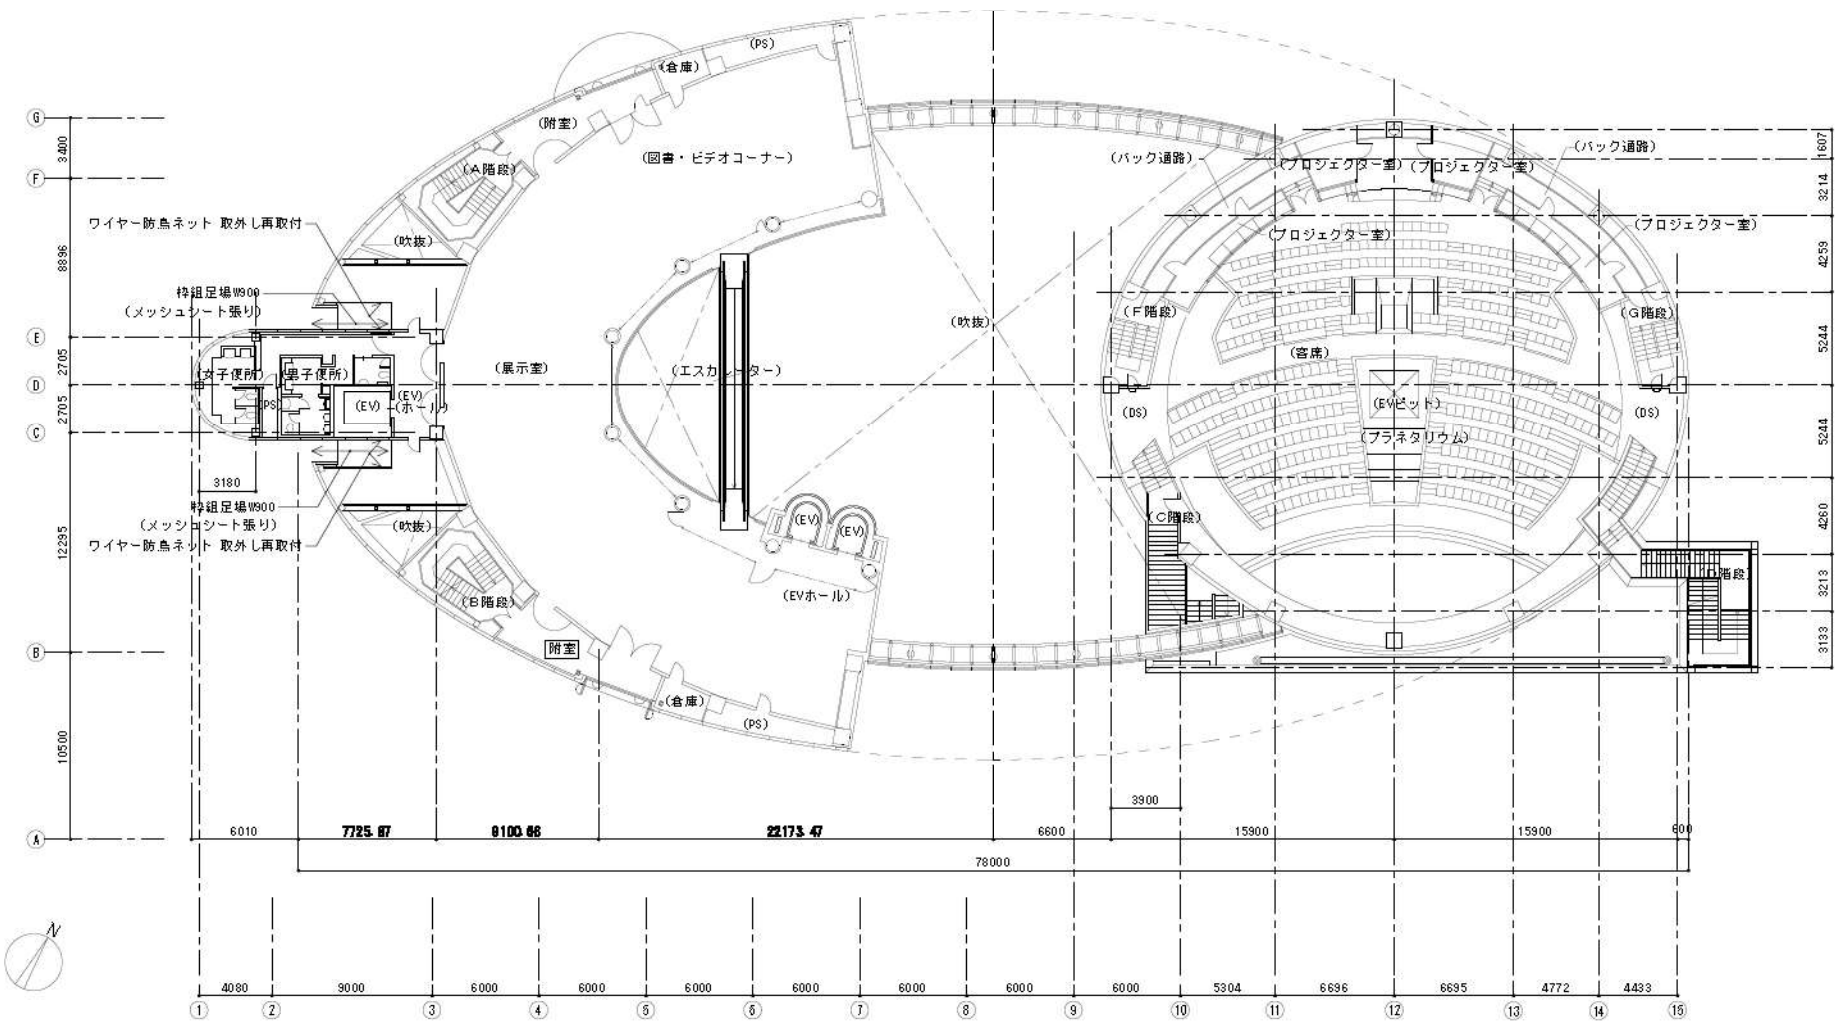 (PS)
(倉庫)
G
(附室)
1607
3400
(図書・ビデオコーナー)
(バック通路)
(バック通路)
(プロジェクター室)
(プロジェクター室)
(A階段)
F
3214
ワイヤー防鳥ネット 取外し再取付
(吹抜)
(プロジェクター室)
(プロジェクター室)
8896
4259
枠組足場W900
(メッシュシート張り)
(F階段)
(G階段)
(吹抜)
E
5244
(客席)
2705
(女子便所)
(男子便所)
(展示室)
(エスカレーター)
D
(EV)
(PS)
(EV)
(ホール)
(EVピット)
(DS)
(DS)
2705
C
(プラネタリウム)
5244
3180
枠組足場W900
(メッシュシート張り)
(吹抜)
(EV)
(EV)
(C階段)
4260
ワイヤー防鳥ネット 取外し再取付
12295
(D階段)
3213
(B階段)
(EVホール)
附室
3133
B
(倉庫)
(PS)
10500
3900
A
6010
7725.87
9100.66
22173.47
6600
15900
15900
600
78000
N
4080
9000
6000
6000
6000
6000
6000
6000
6000
5304
6696
6695
4772
4433
1
2
3
4
5
6
7
8
9
10
11
12
13
14
15